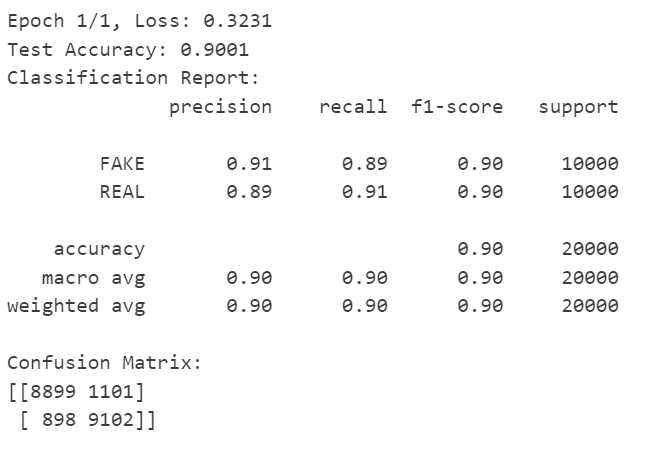 Epoch 1/1, Loss: 0.3231
Test Accuracy: 0.9001
Classification Report:
              precision    recall  f1-score   support

        FAKE       0.91      0.89      0.90     10000
        REAL       0.89      0.91      0.90     10000

    accuracy                           0.90     20000
   macro avg       0.90      0.90      0.90     20000
weighted avg       0.90      0.90      0.90     20000

Confusion Matrix:
[[8899 1101]
 [ 898 9102]]